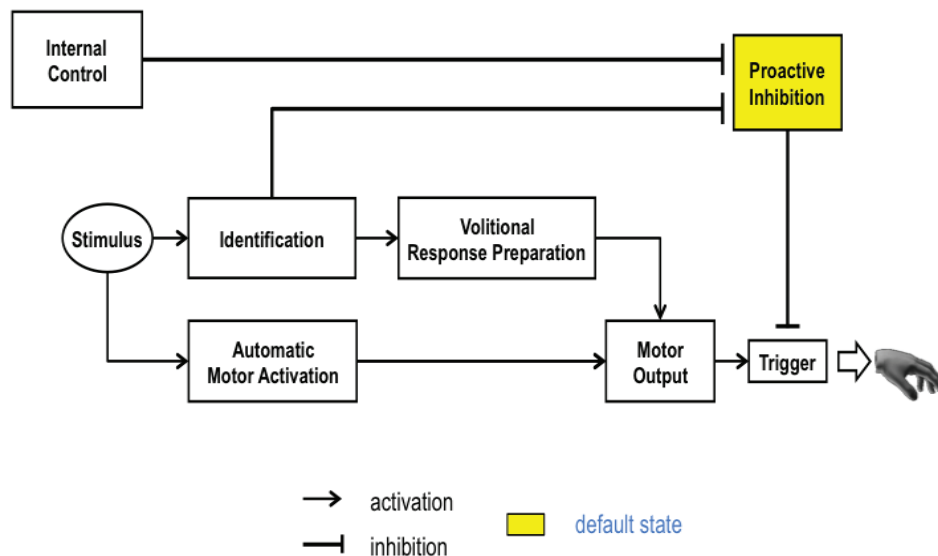 Internal
Control
Proactive
Inhibition
Stimulus
Identification
Volitional
Response Preparation
Automatic
Motor Activation
Motor
Output
Trigger
activation
default state
inhibition